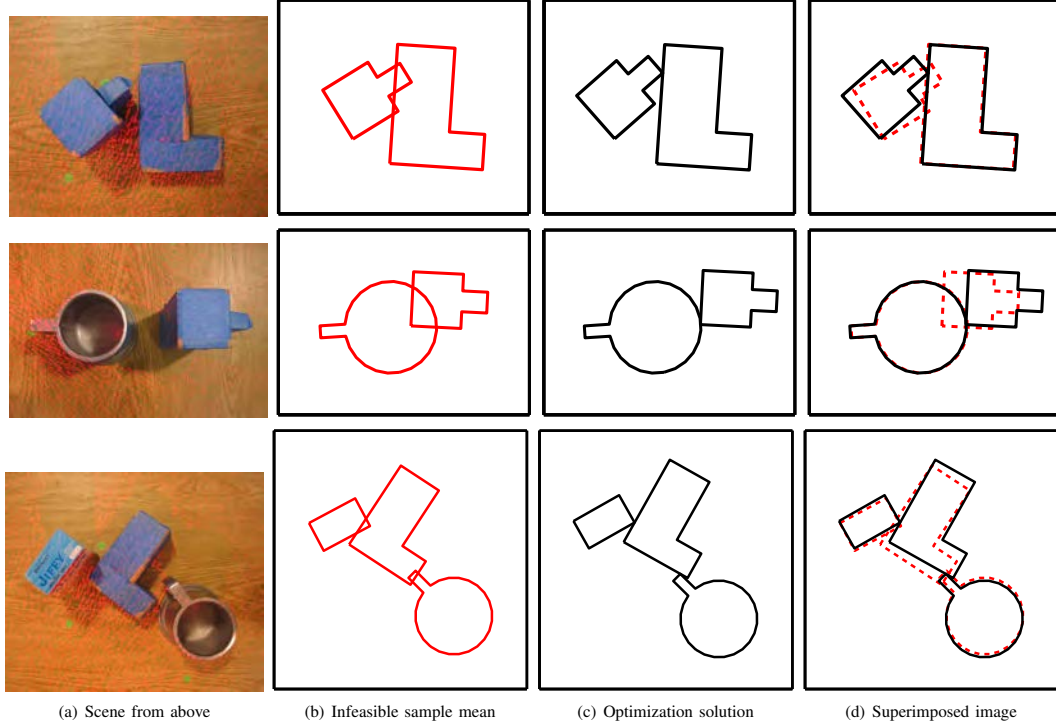 JIFFY
(a) Scene from above
(b) Infeasible sample mean
(c) Optimization solution
(d) Superimposed image